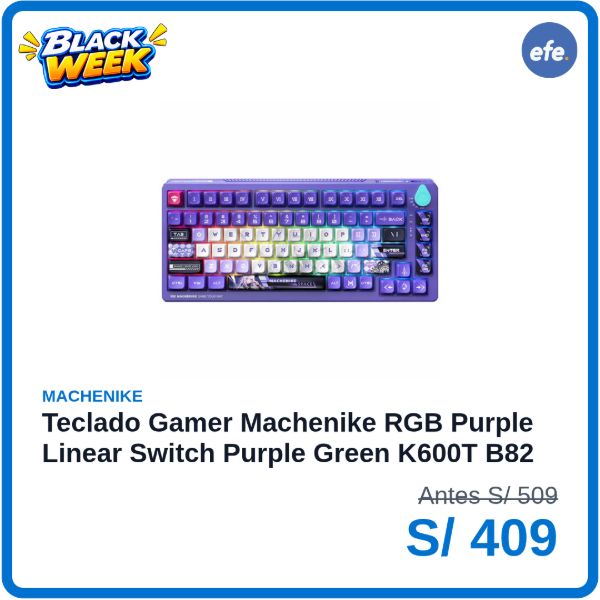 BLACK
WEEK
efe.
MACHENIKE
Teclado Gamer Machenike RGB Purple
Linear Switch Purple Green K600T B82
Antes S/ 509
S/ 409